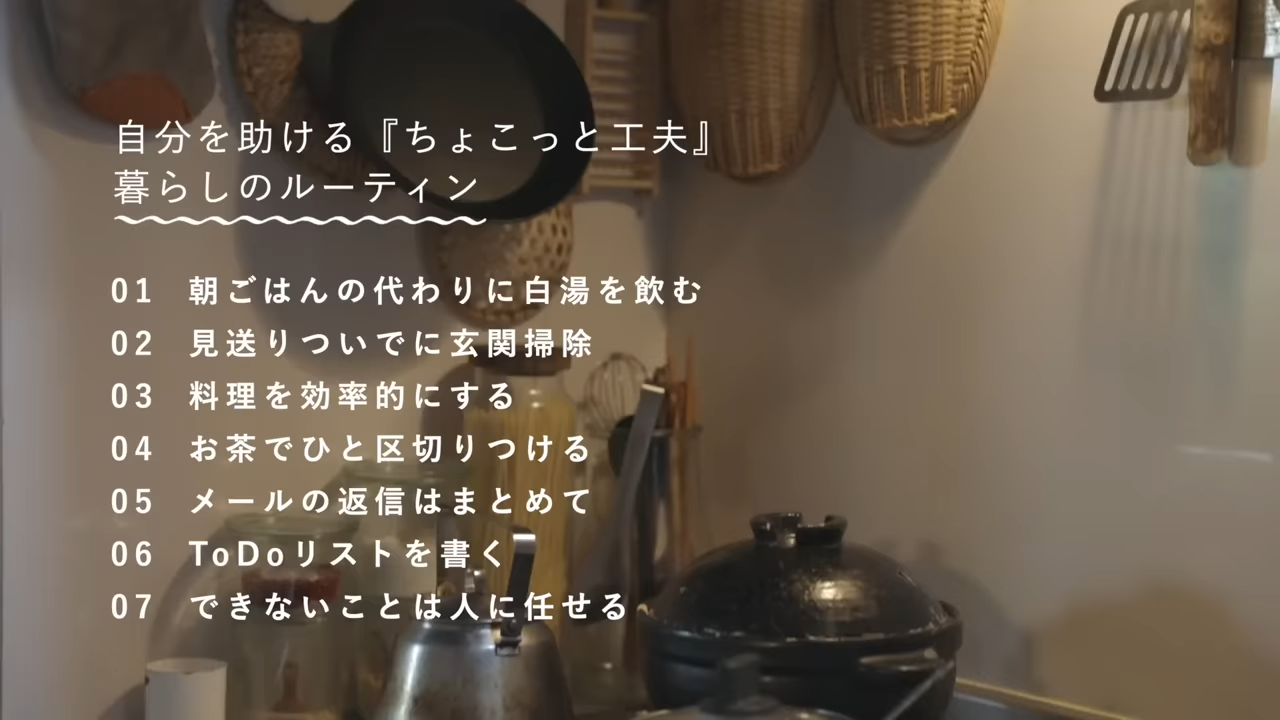 自分を助ける『ちょこっと工夫』
暮らしのルーティン
01 朝ごはんの代わりに白湯を飲む
02 見送りついでに玄関掃除
03 料理を効率的にする
04 お茶でひと区切りつける
05 メールの返信はまとめて
06 ToDoリストを書く
07 できないことは人に任せる